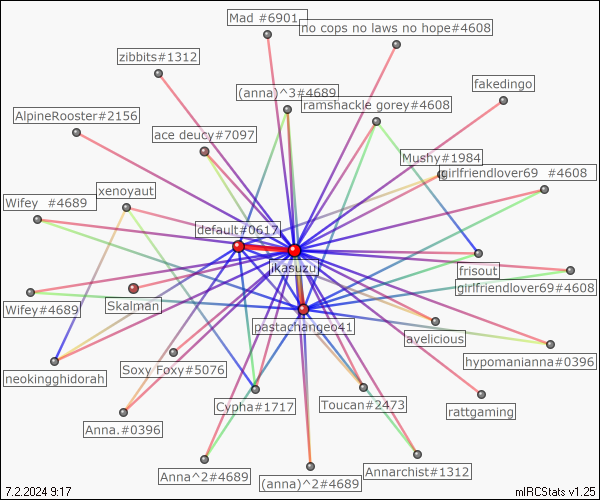 Mad #6901
no cops no laws no hope#4608
zibbits#1312
fakedingo
(anna)^3#4689
ramshackle gorey#4608
AlpineRooster#2156
ace deucy#7097
Mushy#1984
girlfriendlover69 #4608
xenoyaut
Wifey #4689
default#0617
ikasuzu
frisout
girlfriendlover69#4608
Skalman
Wifey#4689
pastachangeo41
avelicious
hypomanianna#0396
Soxy Foxy#5076
neokingghidorah
Cypha#1717
Toucan#2473
rattgaming
Anna.#0396
Anna^2#4689
(anna)^2#4689
Annarchist#1312
7.2.2024 9:17
mIRCStats v1.25